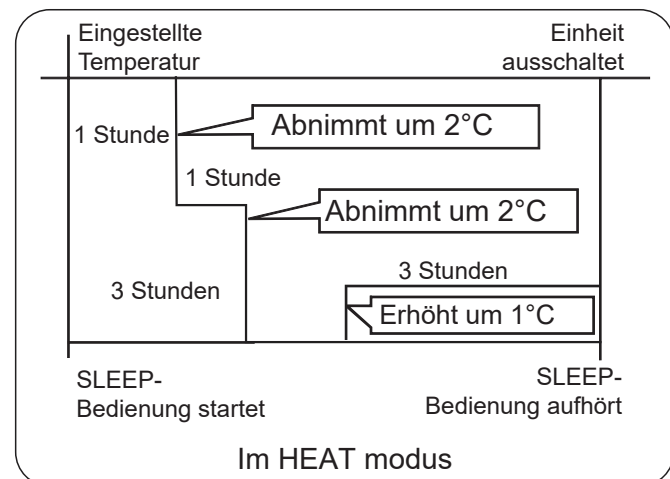 Eingestellte
Temperatur
Einheit
ausschaltet
1 Stunde
Abnimmt um 2°C
1 Stunde
Abnimmt um 2°C
3 Stunden
3 Stunden
Erhöht um 1°C
SLEEP-
Bedienung startet
SLEEP-
Bedienung aufhört
Im HEAT modus